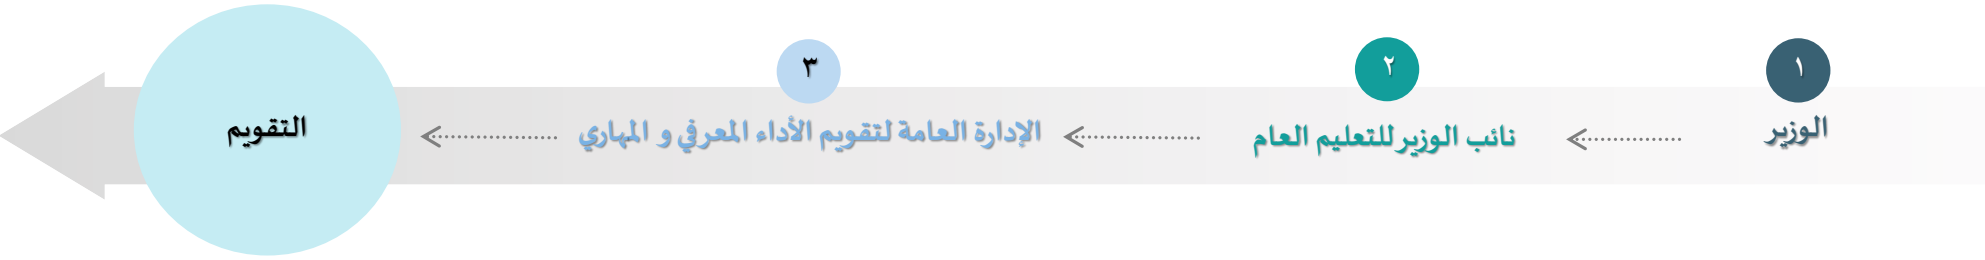 ١
الوزير
٢
نائب الوزير للتعليم العام
٣
الإدارة العامة لتقويم الأداء المعرفي و المهاري
التقويم